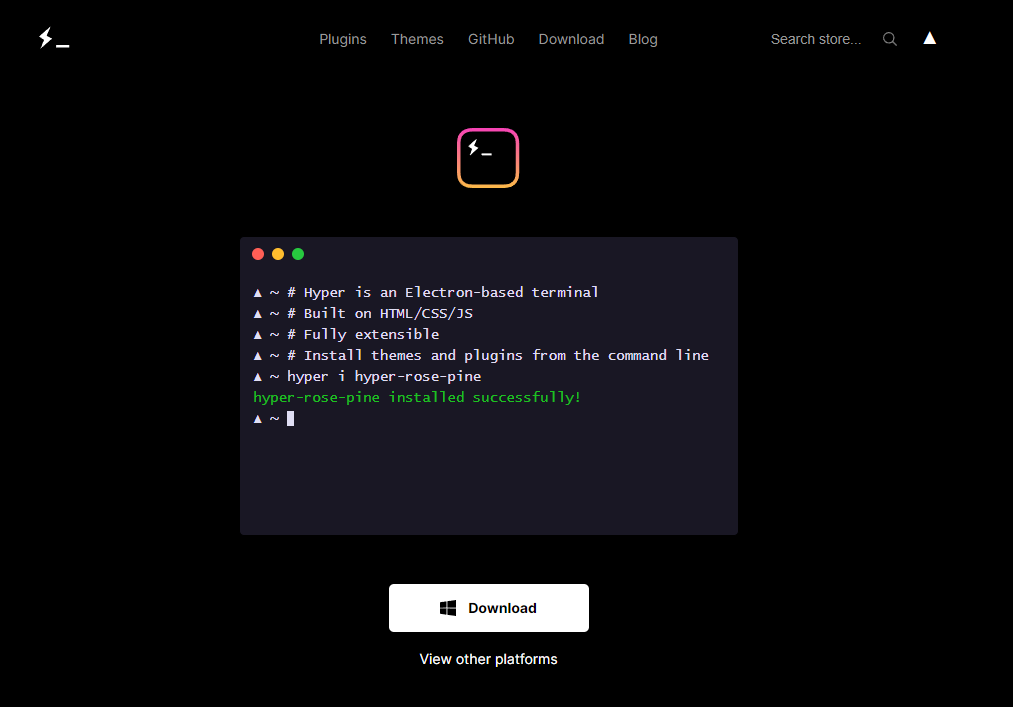 Plugins Themes GitHub Download Blog Search store...
▲ ~ # Hyper is an Electron-based terminal
▲ ~ # Built on HTML/CSS/JS
▲ ~ # Fully extensible
▲ ~ # Install themes and plugins from the command line
▲ ~ hyper i hyper-rose-pine
hyper-rose-pine installed successfully!
▲ ~
Download
View other platforms